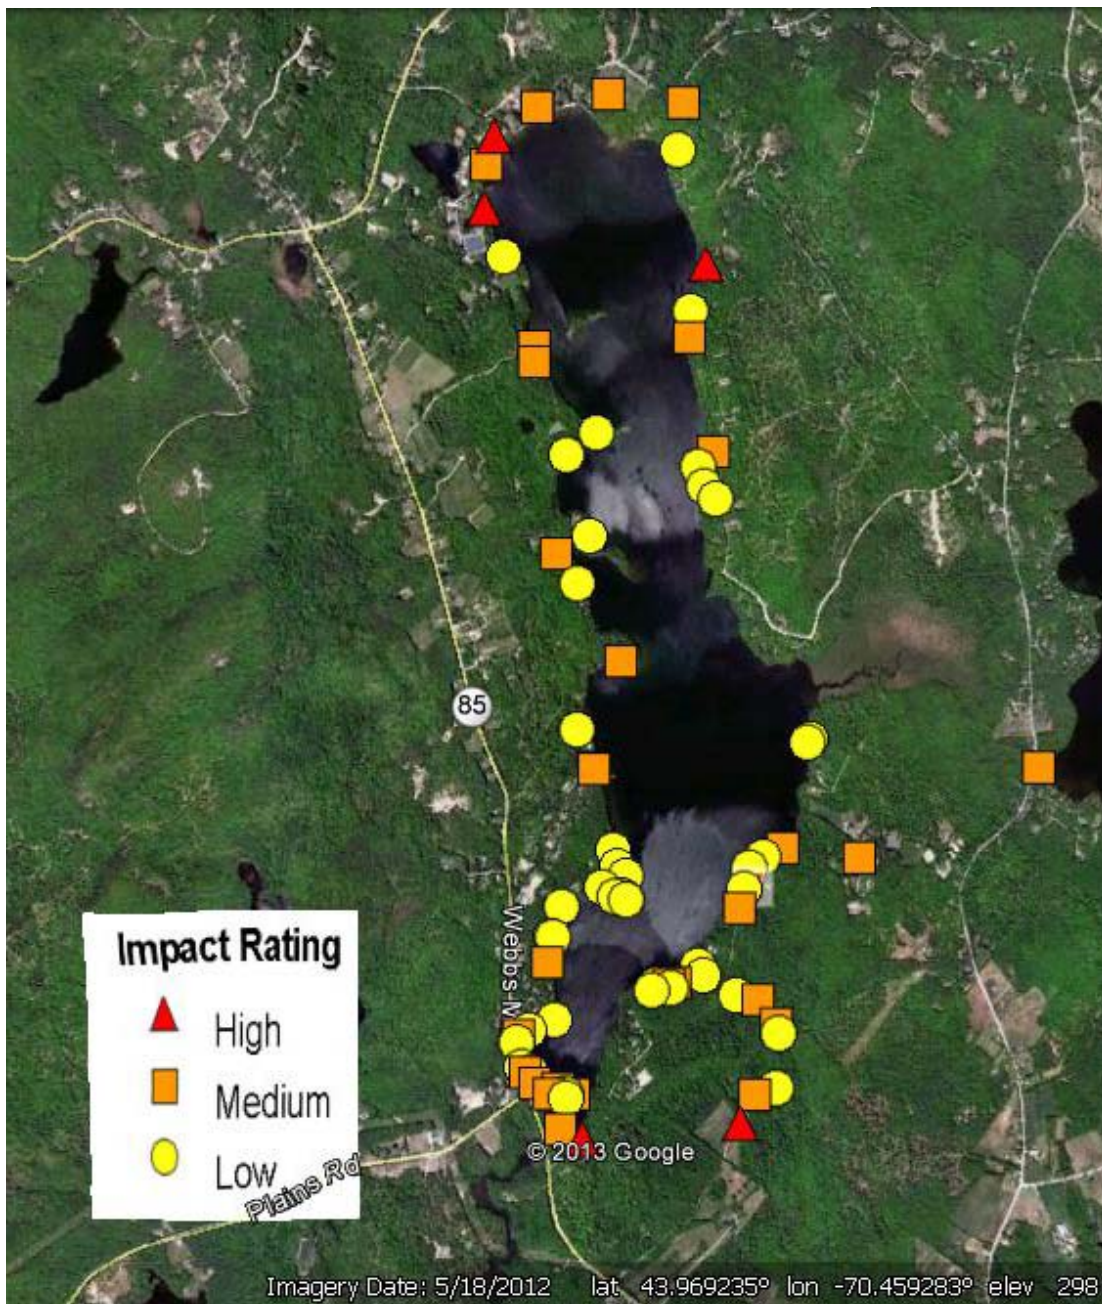 85
Webbs M
Impact Rating
High
Medium
Low
Plains Rd
© 2013 Google
Imagery Date: 5/18/2012 lat 43.969235° lon -70.459283° elev 298